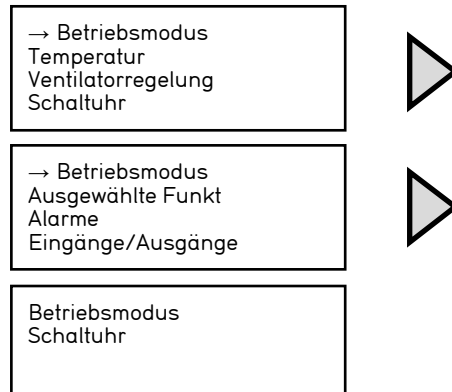 → Betriebsmodus
Temperatur
Ventilatorregelung
Schaltuhr
→ Betriebsmodus
Ausgewählte Funkt
Alarme
Eingänge/Ausgänge
Betriebsmodus
Schaltuhr